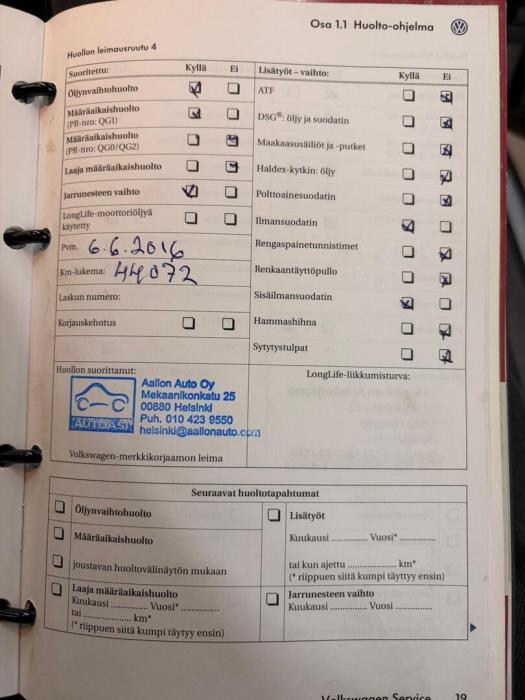 Osa 1.1 Huolto-ohjelma
Huollon leimausruutu 4
Suoritettu: Kyllä Ei
Öljynvaihtohuolto
Määräaikaishuolto
(PR-nro: QG1)
Määräaikaishuolto
(PR-nro: QG0/QG2)
Laaja määräaikaishuolto
Jarrunesteen vaihto
LongLife-moottoriöljyä
käytetty
Pvm. 6.6.2016
Km-lukema: 44072
Laskun numero:
Korjauskehotus
Lisätyöt – vaihto: Kyllä Ei
ATF
DSG®: öljy ja suodatin
Maakaasusäiliöt ja -putket
Haldex-kytkin: öljy
Polttoainesuodatin
Ilmansuodatin
Rengaspainetunnistimet
Renkaantäyttöpullo
Sisäilmansuodatin
Hammashihna
Sytytystulpat
Huollon suorittanut:
AUTOASI
Aallon Auto Oy
Mekaanikonkatu 25
00880 Helsinki
Puh. 010 423 9550
helsinki@aallonauto.com
Volkswagen-merkkikorjaamon leima
LongLife-liikkumisturva:
Seuraavat huoltotapahtumat
Öljynvaihtohuolto
Määräaikaishuolto
joustavan huoltovälinäytön mukaan
Laaja määräaikaishuolto
Kuukausi .............. Vuosi* ..............
tai .............. km*
(* riippuen siitä kumpi täytyy ensin)
Lisätyöt
Kuukausi .............. Vuosi* ..............
tai kun ajettu .............. km*
(* riippuen siitä kumpi täyttyy ensin)
Jarrunesteen vaihto
Kuukausi .............. Vuosi ..............
Volkswagen Service 19